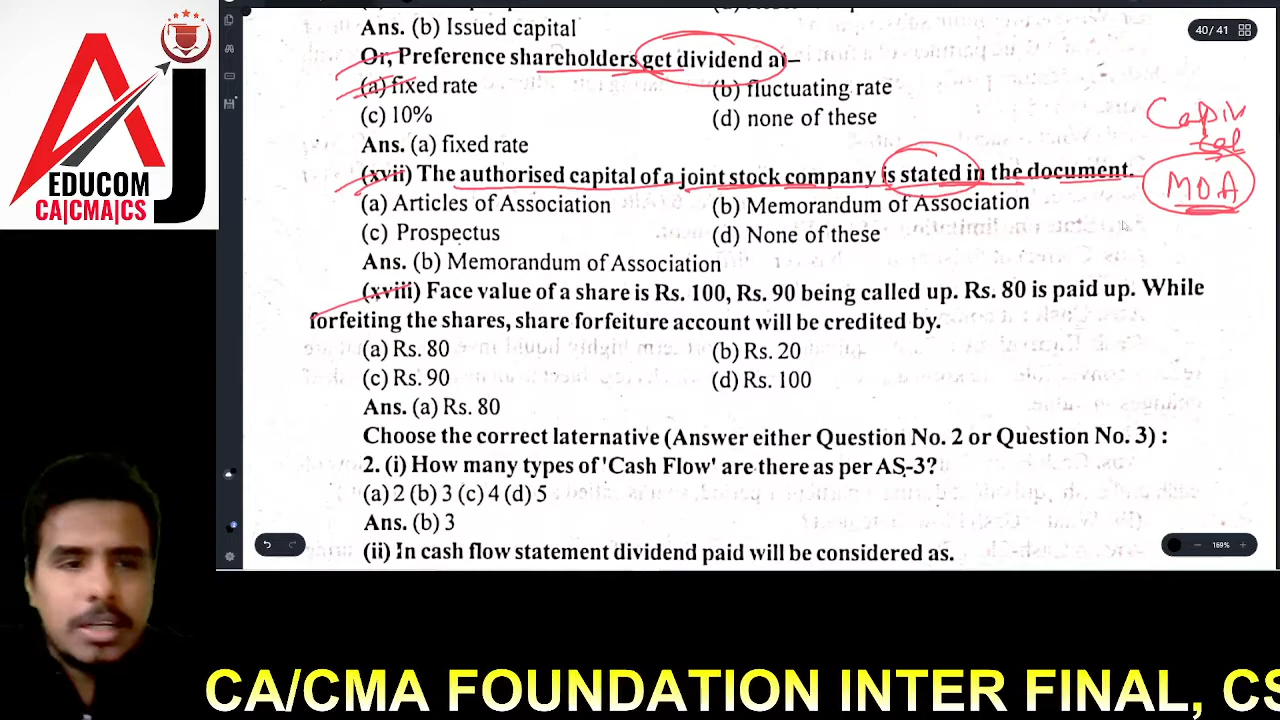 Ans. (b) Issued capital
40 / 41
Or, Preference shareholders get dividend at–
(a) fixed rate
(b) fluctuating rate
(c) 10%
(d) none of these
Ans. (a) fixed rate
Capi
tal
MOA
(xvii) The authorised capital of a joint stock company is stated in the document.
(a) Articles of Association
(b) Memorandum of Association
(c) Prospectus
(d) None of these
Ans. (b) Memorandum of Association
(xviii) Face value of a share is Rs. 100, Rs. 90 being called up. Rs. 80 is paid up. While
forfeiting the shares, share forfeiture account will be credited by.
(a) Rs. 80
(b) Rs. 20
(c) Rs. 90
(d) Rs. 100
Ans. (a) Rs. 80
Choose the correct laternative (Answer either Question No. 2 or Question No. 3) :
2. (i) How many types of 'Cash Flow' are there as per AS-3?
(a) 2 (b) 3 (c) 4 (d) 5
Ans. (b) 3
(ii) In cash flow statement dividend paid will be considered as.
169%
AJ
EDUCOM
CA|CMA|CS
CA/CMA FOUNDATION INTER FINAL, CS